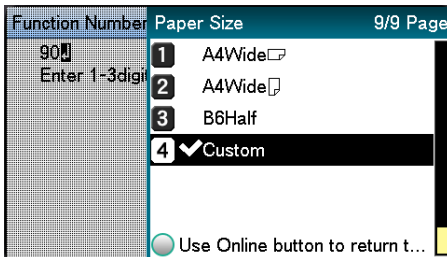 Function Number
Paper Size 9/9 Page
90
Enter 1-3digi
1 A4Wide
2 A4Wide
3 B6Half
4 Custom
Use Online button to return t...